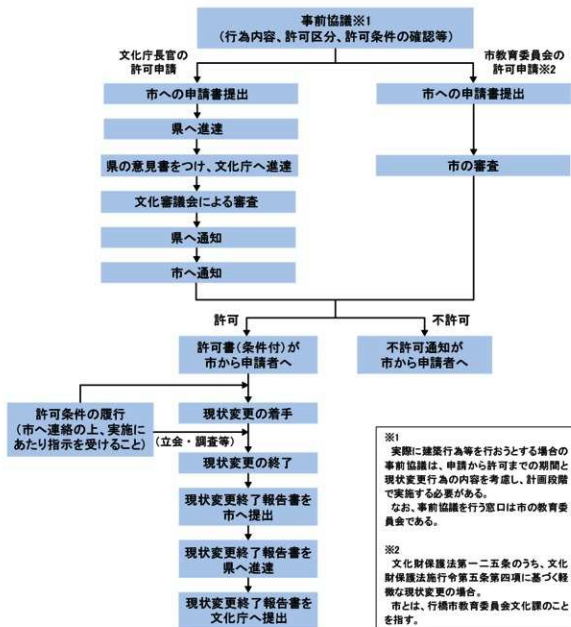 事前協議※1
(行為内容、許可区分、許可条件の確認等)
文化庁長官の
許可申請
市教育委員会の
許可申請※2
市への申請書提出
市への申請書提出
県へ進達
県の意見書をつけ、文化庁へ進達
市の審査
文化審議会による審査
県へ通知
市へ通知
許可
不許可
許可書(条件付)が
市から申請者へ
不許可通知が
市から申請者へ
許可条件の履行
(市へ連絡の上、実施に
あたり指示を受けること)
現状変更の着手
(立会・調査等)
現状変更の終了
現状変更終了報告書を
市へ提出
現状変更終了報告書を
県へ進達
現状変更終了報告書を
文化庁へ提出
※1
実際に建築行為等を行おうとする場合の
事前協議は、申請から許可までの期間と
現状変更行為の内容を考慮し、計画段階
で実施する必要がある。
なお、事前協議を行う窓口は市の教育委
員会である。
※2
文化財保護法第一二五条のうち、文化
財保護法施行令第五条第四項に基づく軽
微な現状変更の場合。
市とは、行橋市教育委員会文化課のこと
を指す。